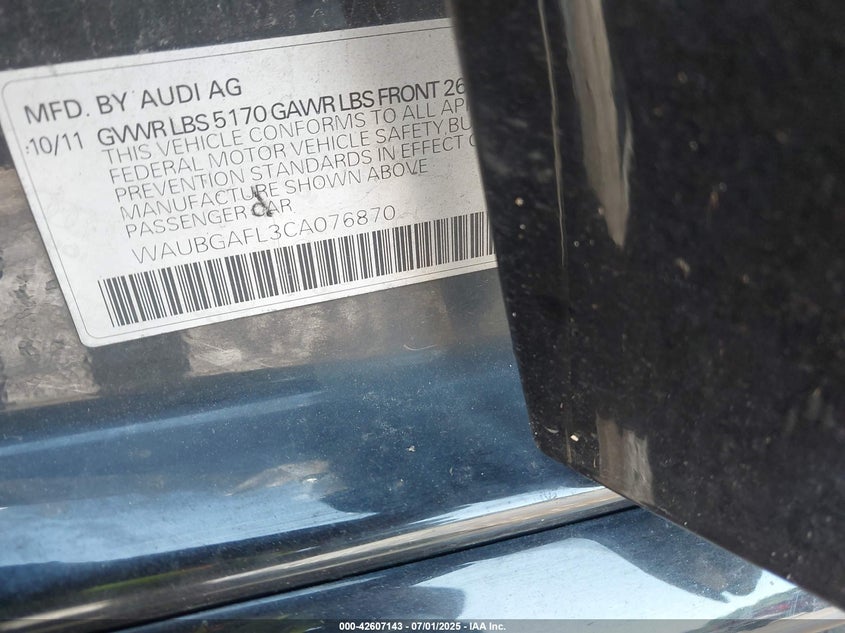 MFD. BY AUDI AG
10/11 GVWR LBS 5170 GAWR LBS FRONT 26
THIS VEHICLE CONFORMS TO ALL AP
FEDERAL MOTOR VEHICLE SAFETY, BU
PREVENTION STANDARDS IN EFFECT O
MANUFACTURE SHOWN ABOVE
PASSENGER CAR
WAUBGAFL3CA076870
000-42607143 - 07/01/2025 - IAA Inc.